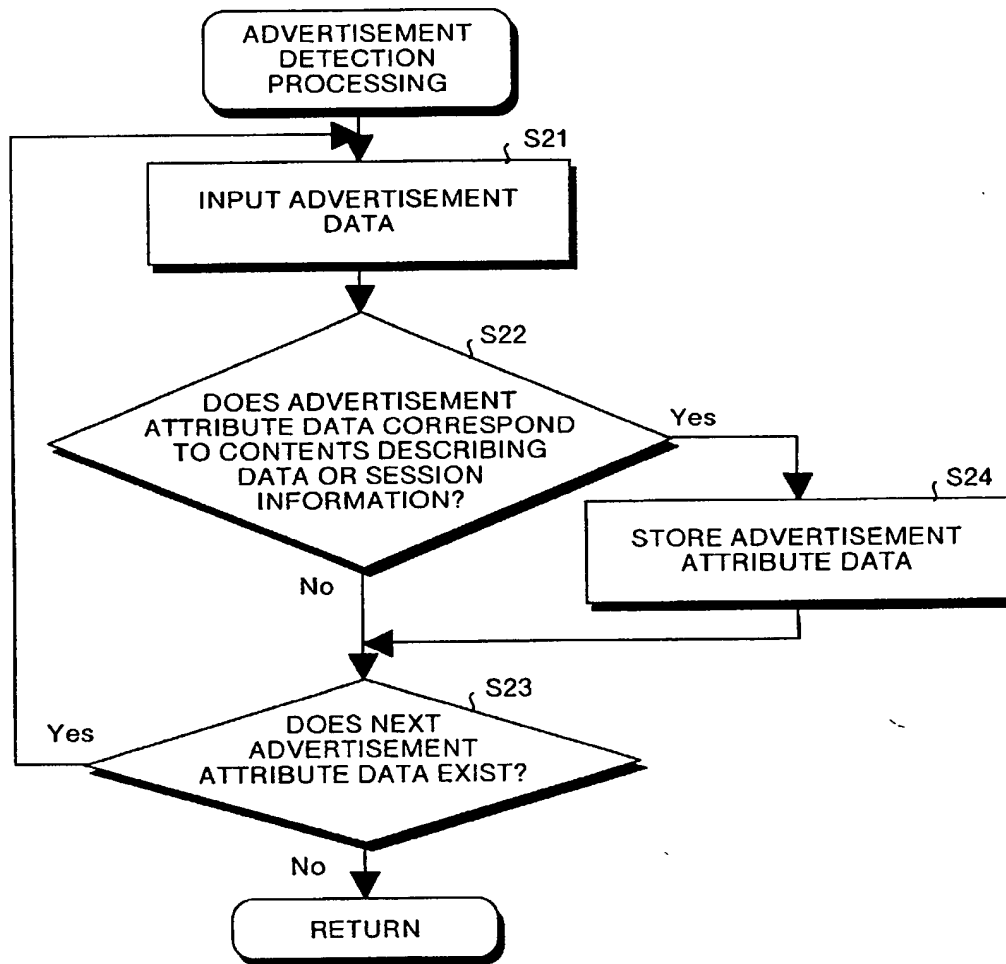 ADVERTISEMENT
DETECTION
PROCESSING
S21
INPUT ADVERTISEMENT
DATA
S22
DOES ADVERTISEMENT
ATTRIBUTE DATA CORRESPOND
TO CONTENTS DESCRIBING
DATA OR SESSION
INFORMATION?
Yes
S24
STORE ADVERTISEMENT
ATTRIBUTE DATA
No
S23
DOES NEXT
ADVERTISEMENT
ATTRIBUTE DATA EXIST?
Yes
No
RETURN